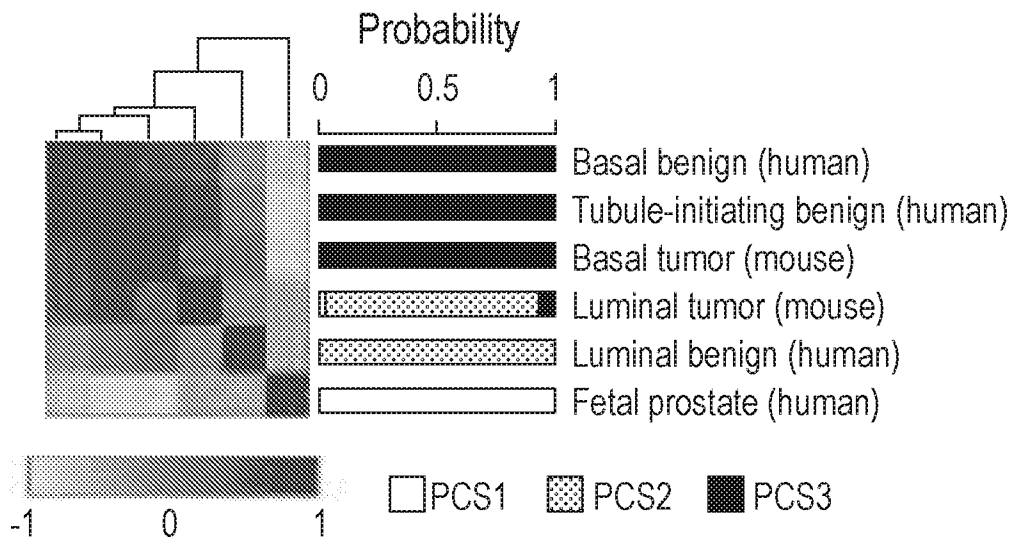 Probability
0 0.5 1
Basal benign (human)
Tubule-initiating benign (human)
Basal tumor (mouse)
Luminal tumor (mouse)
Luminal benign (human)
Fetal prostate (human)
-1 0 1
PCS1 PCS2 PCS3